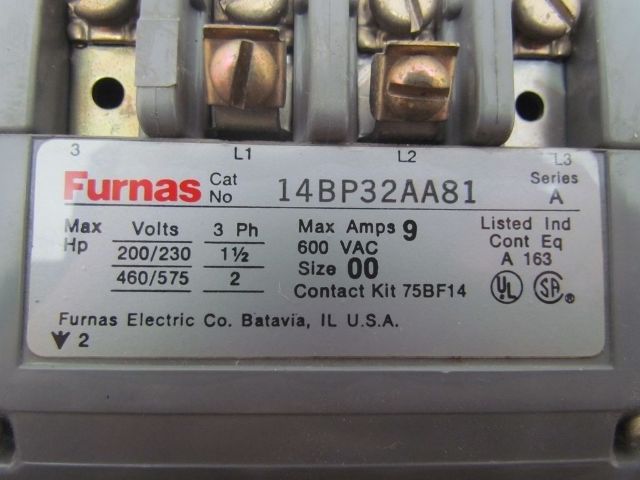 3 L1 L2 L3
Furnas Cat No 14BP32AA81 Series A
Max Hp Volts 3 Ph Max Amps 9 Listed Ind
200/230 1½ 600 VAC Cont Eq
460/575 2 Size 00 A 163
Contact Kit 75BF14 UL SA®
Furnas Electric Co. Batavia, IL U.S.A.
2